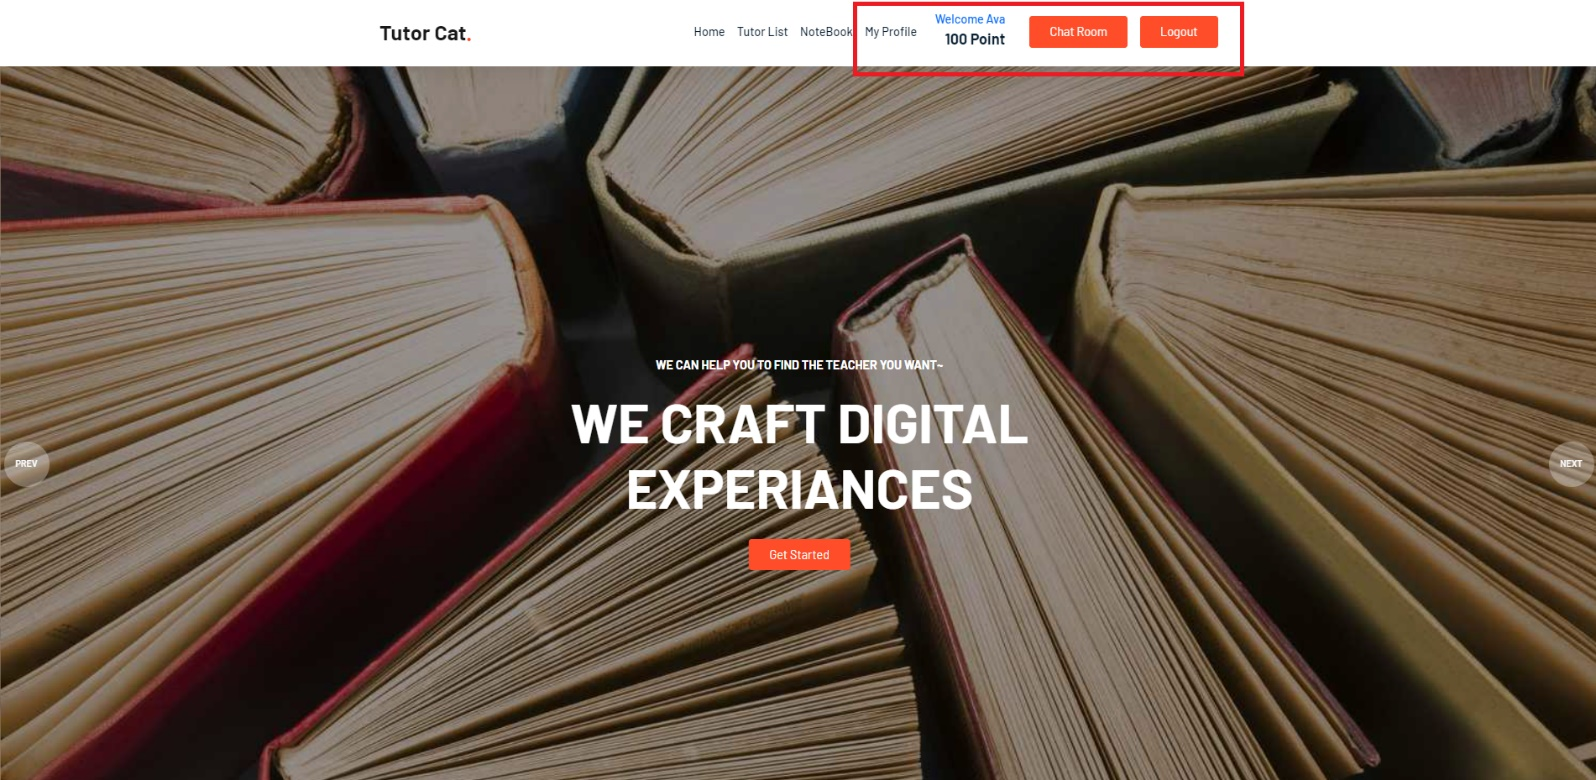 Tutor Cat.
Home Tutor List NoteBook My Profile Welcome Ava 100 Point Chat Room Logout
WE CAN HELP YOU TO FIND THE TEACHER YOU WANT~
WE CRAFT DIGITAL
EXPERIANCES
PREV
NEXT
Get Started